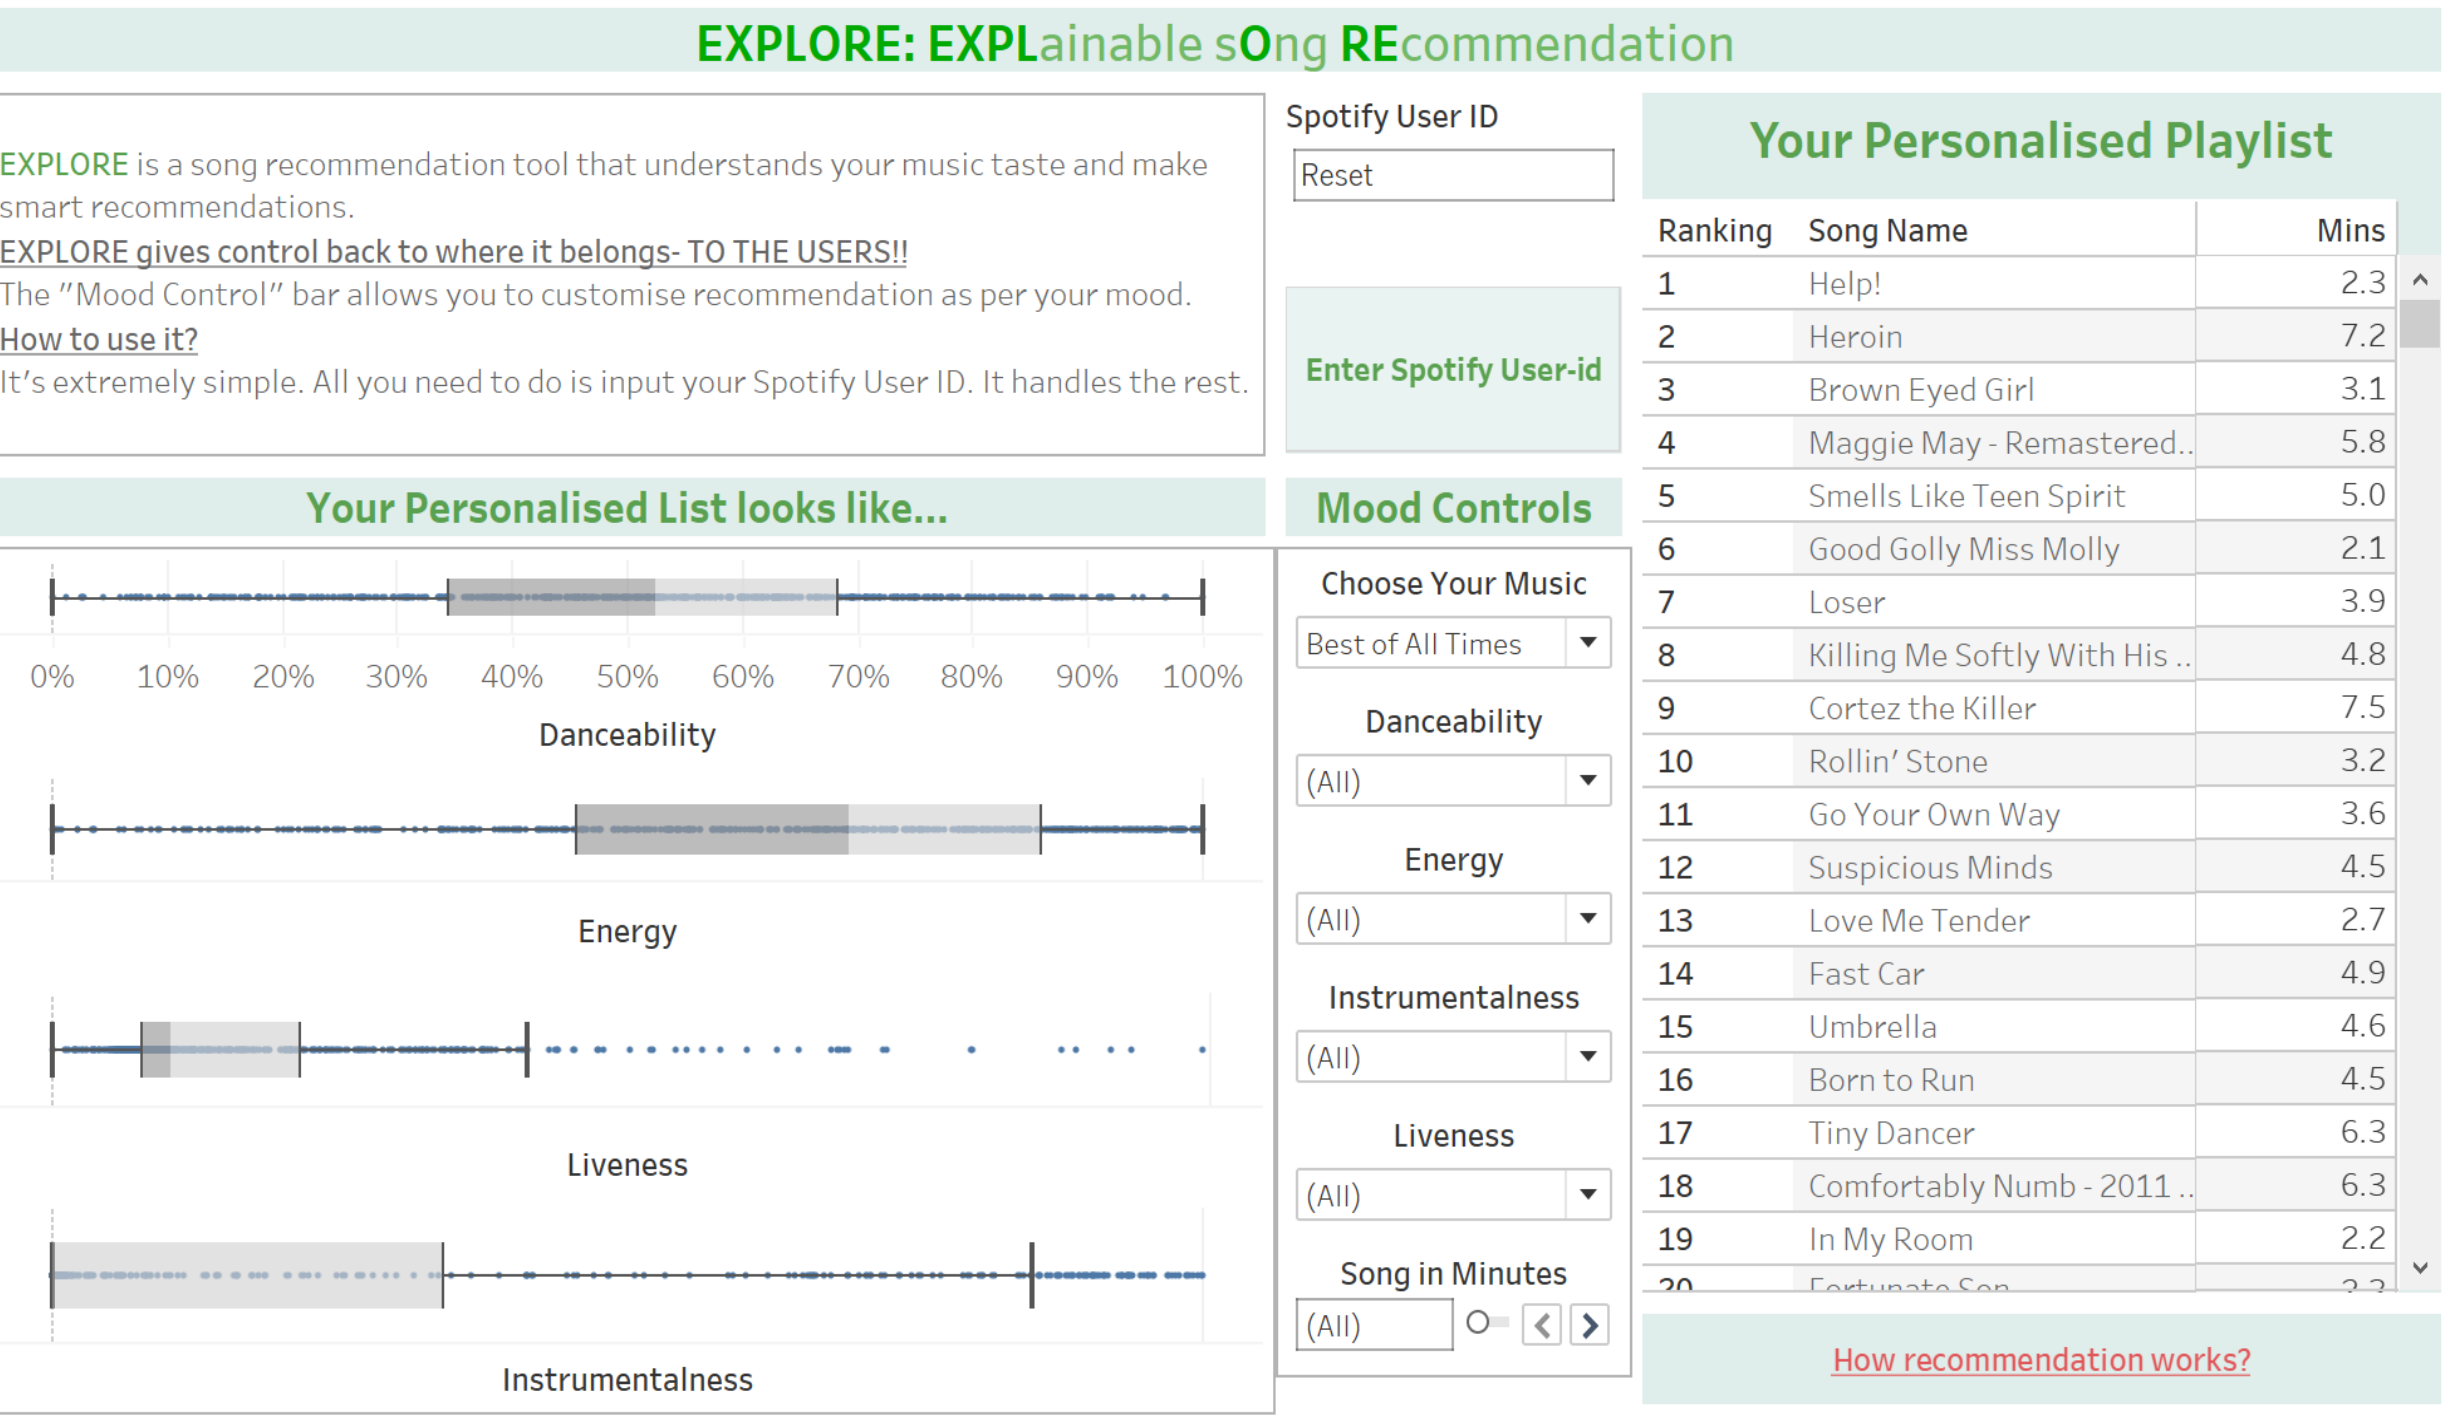 EXPLORE: EXPLainable sOng REcommendation
EXPLORE is a song recommendation tool that understands your music taste and make
smart recommendations.
EXPLORE gives control back to where it belongs- TO THE USERS!!
The "Mood Control" bar allows you to customise recommendation as per your mood.
How to use it?
It's extremely simple. All you need to do is input your Spotify User ID. It handles the rest.
Spotify User ID
Reset
Enter Spotify User-id
Your Personalised List looks like...
0% 10% 20% 30% 40% 50% 60% 70% 80% 90% 100%
Danceability
Energy
Liveness
Instrumentalness
Mood Controls
Choose Your Music
Best of All Times
Danceability
(All)
Energy
(All)
Instrumentalness
(All)
Liveness
(All)
Song in Minutes
(All)
Your Personalised Playlist
Ranking Song Name Mins
1 Help! 2.3
2 Heroin 7.2
3 Brown Eyed Girl 3.1
4 Maggie May - Remastered.. 5.8
5 Smells Like Teen Spirit 5.0
6 Good Golly Miss Molly 2.1
7 Loser 3.9
8 Killing Me Softly With His .. 4.8
9 Cortez the Killer 7.5
10 Rollin' Stone 3.2
11 Go Your Own Way 3.6
12 Suspicious Minds 4.5
13 Love Me Tender 2.7
14 Fast Car 4.9
15 Umbrella 4.6
16 Born to Run 4.5
17 Tiny Dancer 6.3
18 Comfortably Numb - 2011 .. 6.3
19 In My Room 2.2
20 Fortunate Son
How recommendation works?